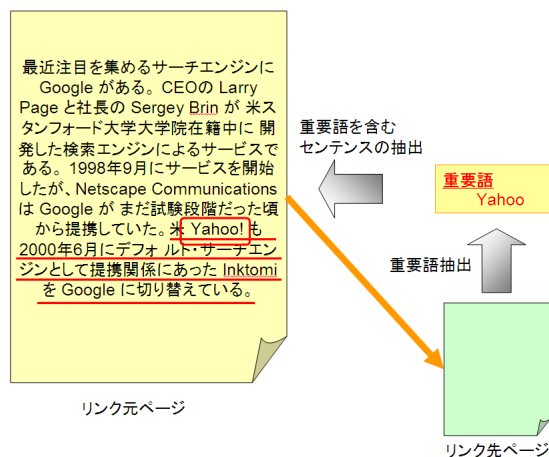 最近注目を集めるサーチエンジンに
Google がある。CEOの Larry
Page と社長の Sergey Brin が 米ス
タンフォード大学大学院在籍中に 開
発した検索エンジンによるサービスで
ある。 1998年9月にサービスを開始
したが、Netscape Communications
は Google が まだ試験段階だった頃
から提携していた。米 Yahoo! も
2000年6月にデフォルト・サーチエン
ジンとして提携関係にあった Inktomi
を Google に切り替えている。
リンク元ページ
重要語を含む
センテンスの抽出
重要語
Yahoo
重要語抽出
リンク先ページ